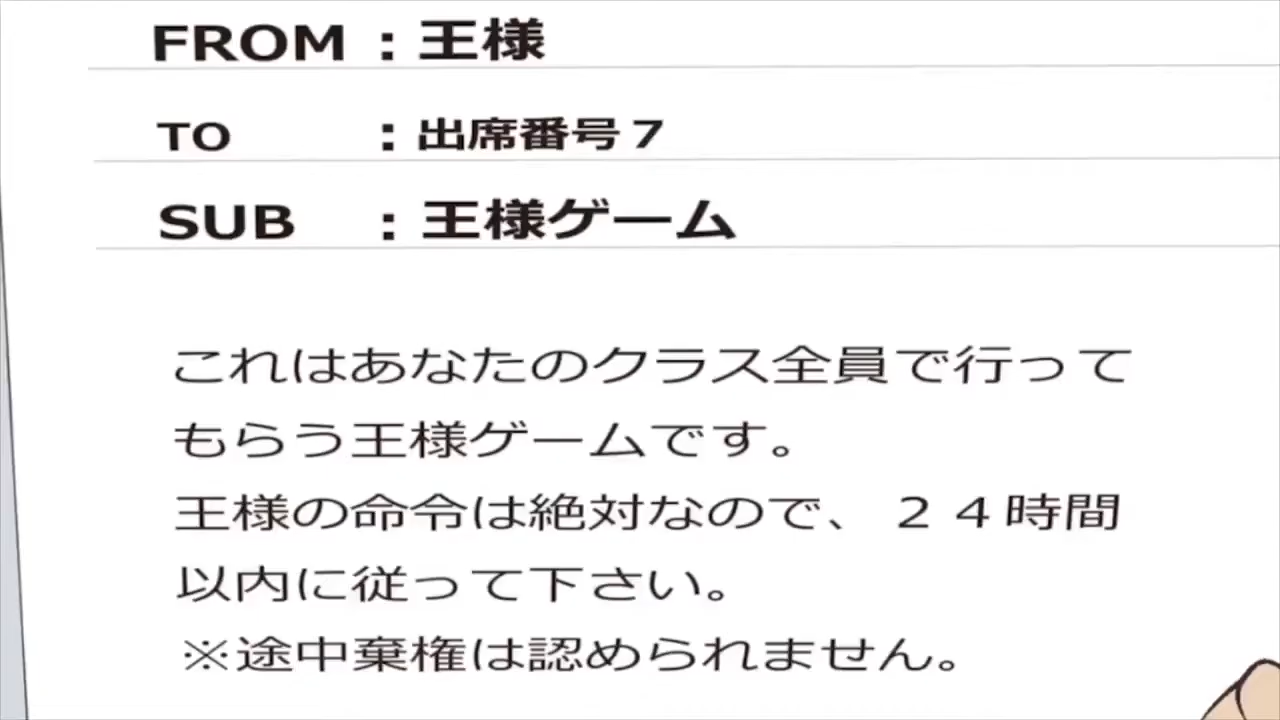 FROM : 王様
TO : 出席番号７
SUB : 王様ゲーム
これはあなたのクラス全員で行って
もらう王様ゲームです。
王様の命令は絶対なので、２４時間
以内に従って下さい。
※途中棄権は認められません。